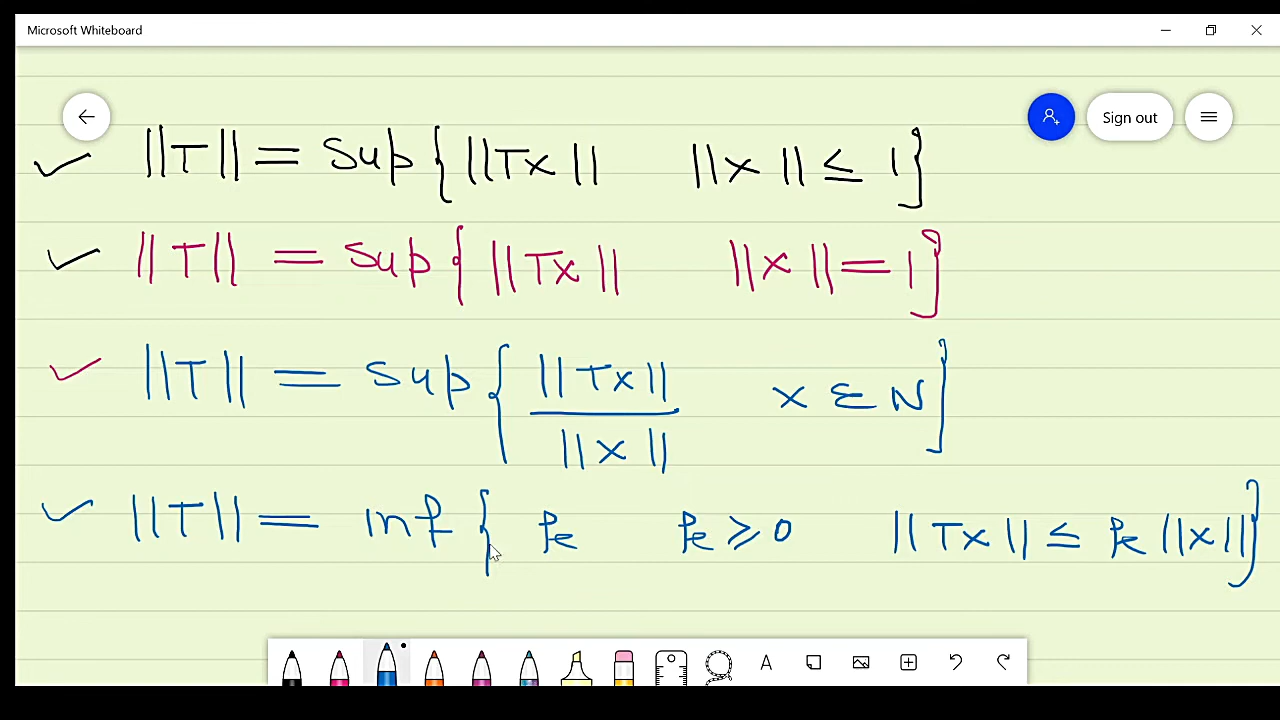 Microsoft Whiteboard
Sign out
||T|| = Sup{||Tx|| ||x|| ≤ 1}
||T|| = Sup{||Tx|| ||x|| = 1}
||T|| = Sup{||Tx||/||x|| x ∈ N}
||T|| = inf{k k ≥ 0 ||Tx|| ≤ k||x||}
A